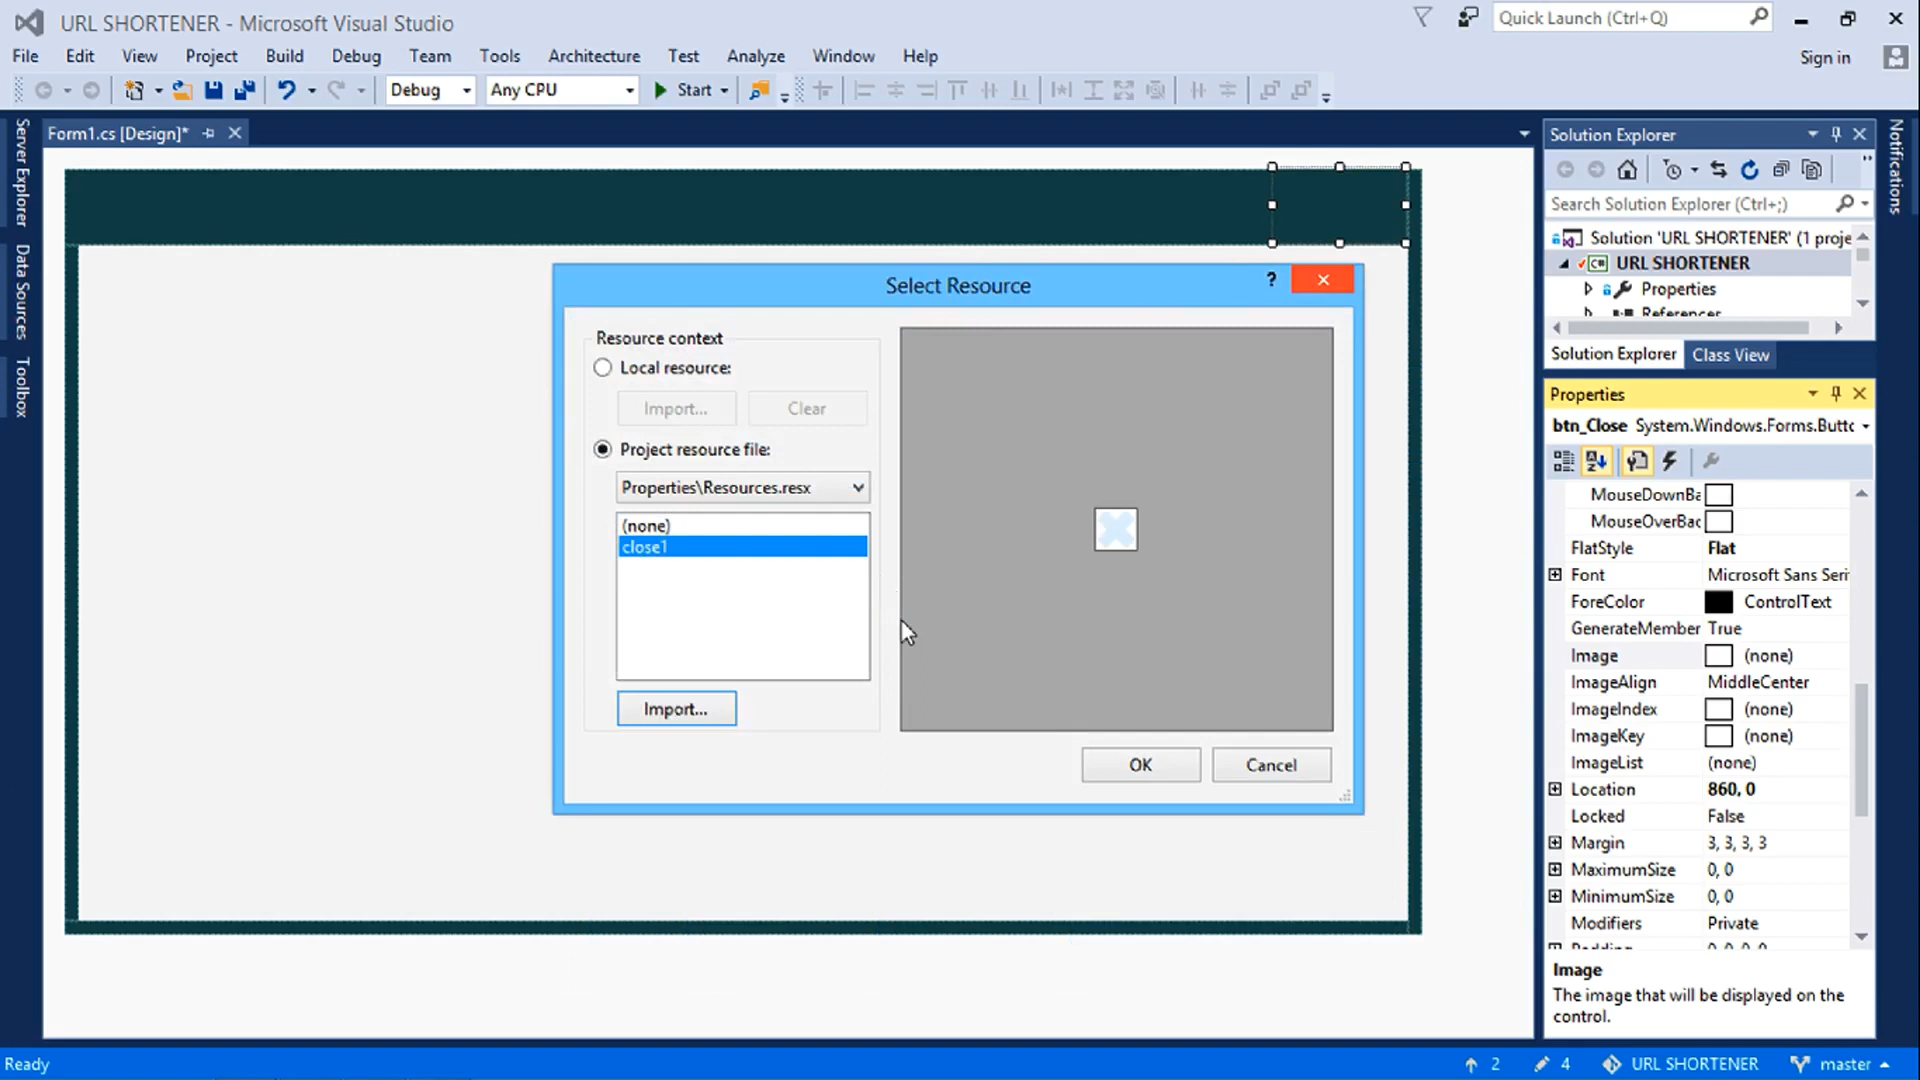 URL SHORTENER - Microsoft Visual Studio
Quick Launch (Ctrl+Q)
File Edit View Project Build Debug Team Tools Architecture Test Analyze Window Help
Sign in
Debug Any CPU Start
Form1.cs [Design]*
Server Explorer
Data Sources
Toolbox
Select Resource
?
Resource context
Local resource:
Import... Clear
Project resource file:
Properties\Resources.resx
(none)
close1
Import...
OK Cancel
Solution Explorer
Search Solution Explorer (Ctrl+;)
Solution 'URL SHORTENER' (1 proje
C# URL SHORTENER
Properties
References
Solution Explorer Class View
Notifications
Properties
btn_Close System.Windows.Forms.Butto
MouseDownBa
MouseOverBac
FlatStyle Flat
Font Microsoft Sans Seri
ForeColor ControlText
GenerateMember True
Image (none)
ImageAlign MiddleCenter
ImageIndex (none)
ImageKey (none)
ImageList (none)
Location 860, 0
Locked False
Margin 3, 3, 3, 3
MaximumSize 0, 0
MinimumSize 0, 0
Modifiers Private
Padding 0, 0, 0, 0
Image
The image that will be displayed on the
control.
Ready
2 4 URL SHORTENER master